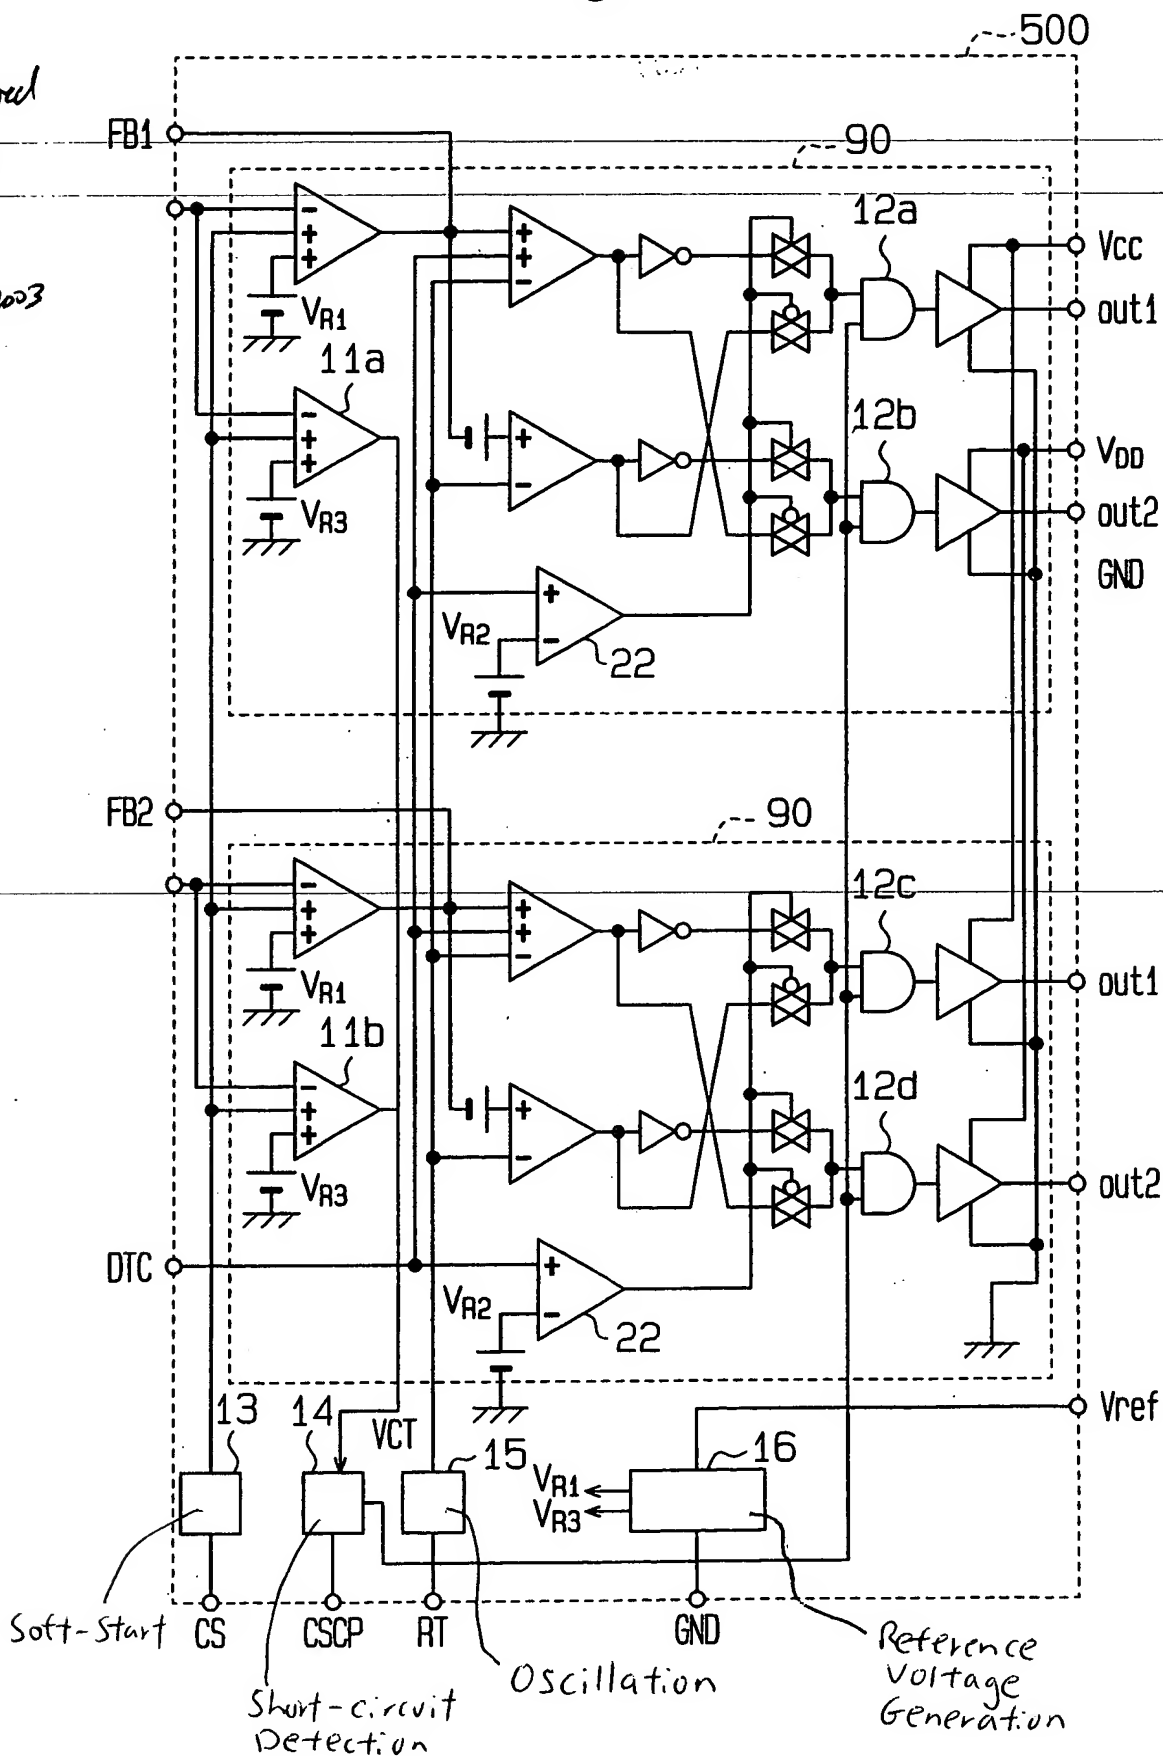 500
FB1
90
12a
VCC
VR1
out1
2003
11a
12b
VDD
VR3
out2
GND
VR2
22
FB2
90
12c
VR1
out1
11b
12d
VR3
out2
DTC
VR2
22
13
14
VCT
15
16
Vref
VR1
VR3
CS
CSCP
RT
GND
Soft-Start
Short-circuit
Detection
Oscillation
Reference
Voltage
Generation